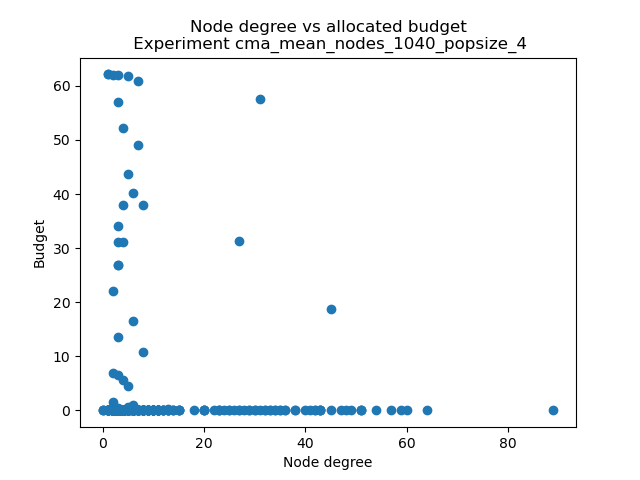 Node degree vs allocated budget
Experiment cma_mean_nodes_1040_popsize_4
60
50
40
30
20
10
0
Budget
0 20 40 60 80
Node degree